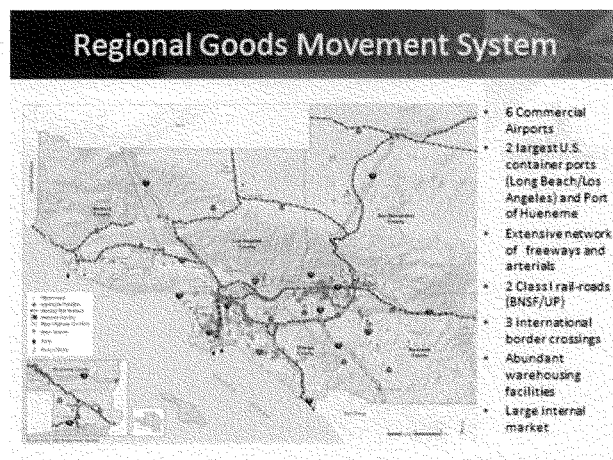 Regional Goods Movement System
• 6 Commercial
Airports
• 2 largest U.S.
container ports
(Long Beach/Los
Angeles) and Port
of Hueneme
• Extensive network
of freeways and
arterials
• 2 Class I rail-roads
(BNSF/UP)
• 3 international
border crossings
• Abundant
warehousing
facilities
• Large internal
market